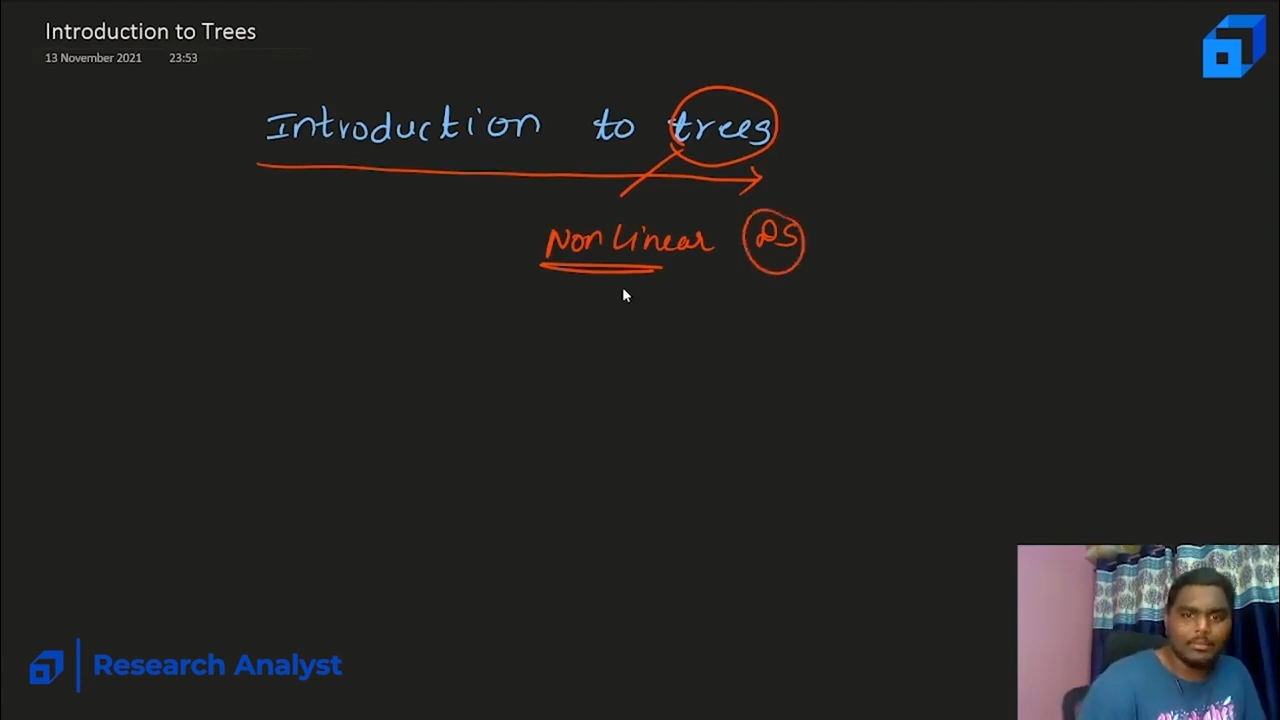 Introduction to Trees
13 November 2021 23:53
Introduction to trees
Non Linear DS
Research Analyst